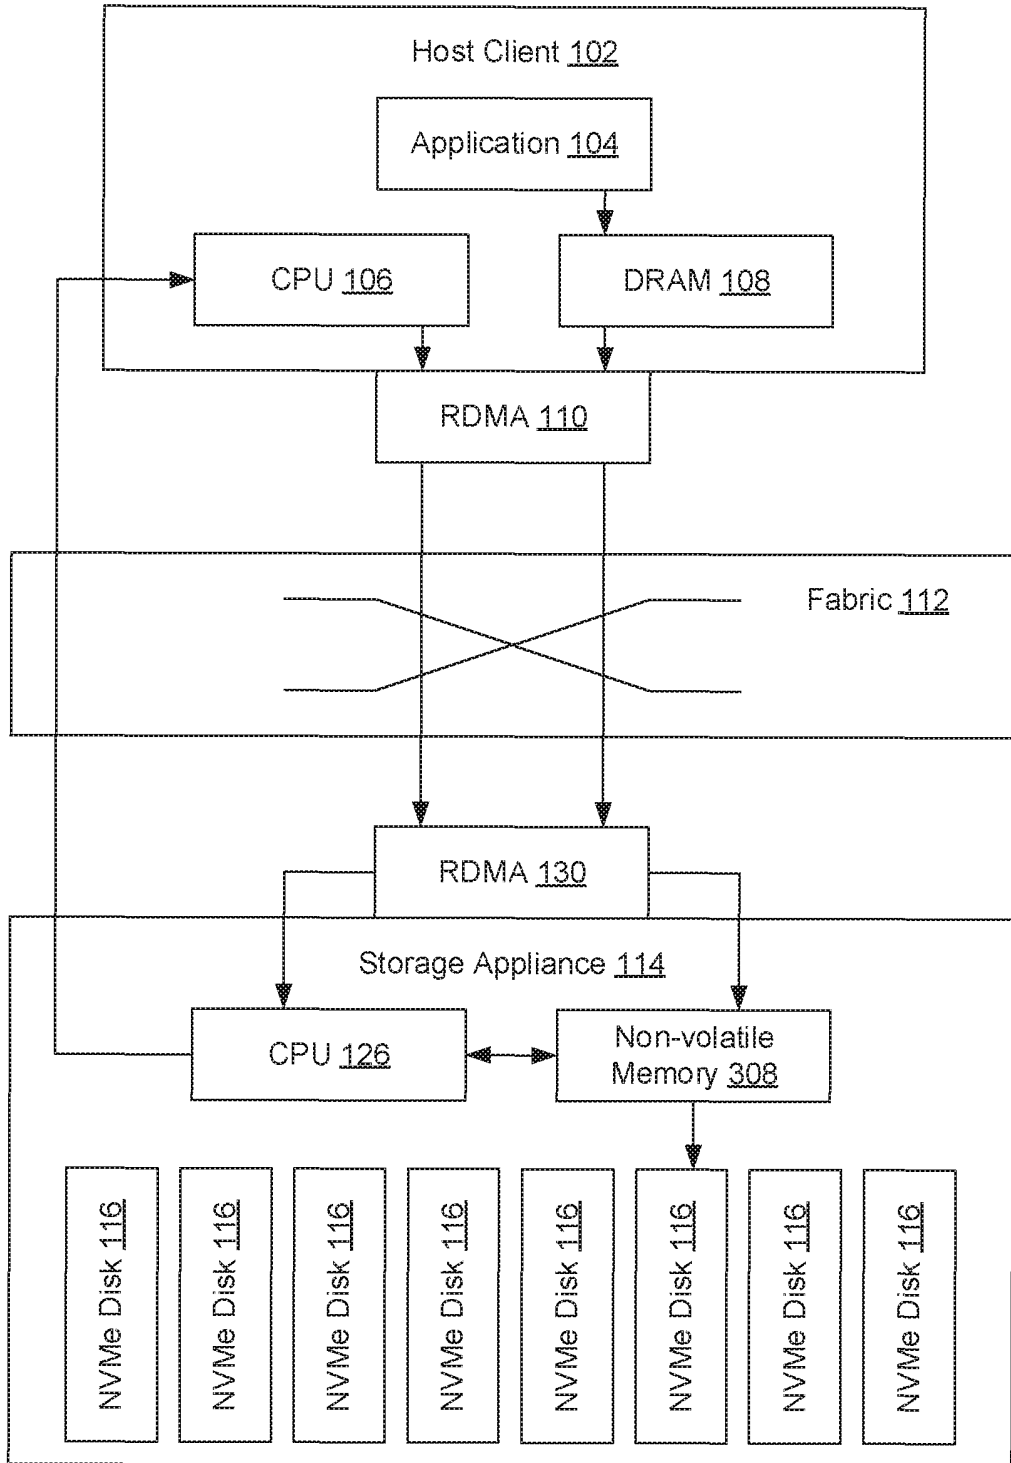 Host Client 102
Application 104
CPU 106
DRAM 108
RDMA 110
Fabric 112
RDMA 130
Storage Appliance 114
CPU 126
Non-volatile
Memory 308
NVMe Disk 116
NVMe Disk 116
NVMe Disk 116
NVMe Disk 116
NVMe Disk 116
NVMe Disk 116
NVMe Disk 116
NVMe Disk 116